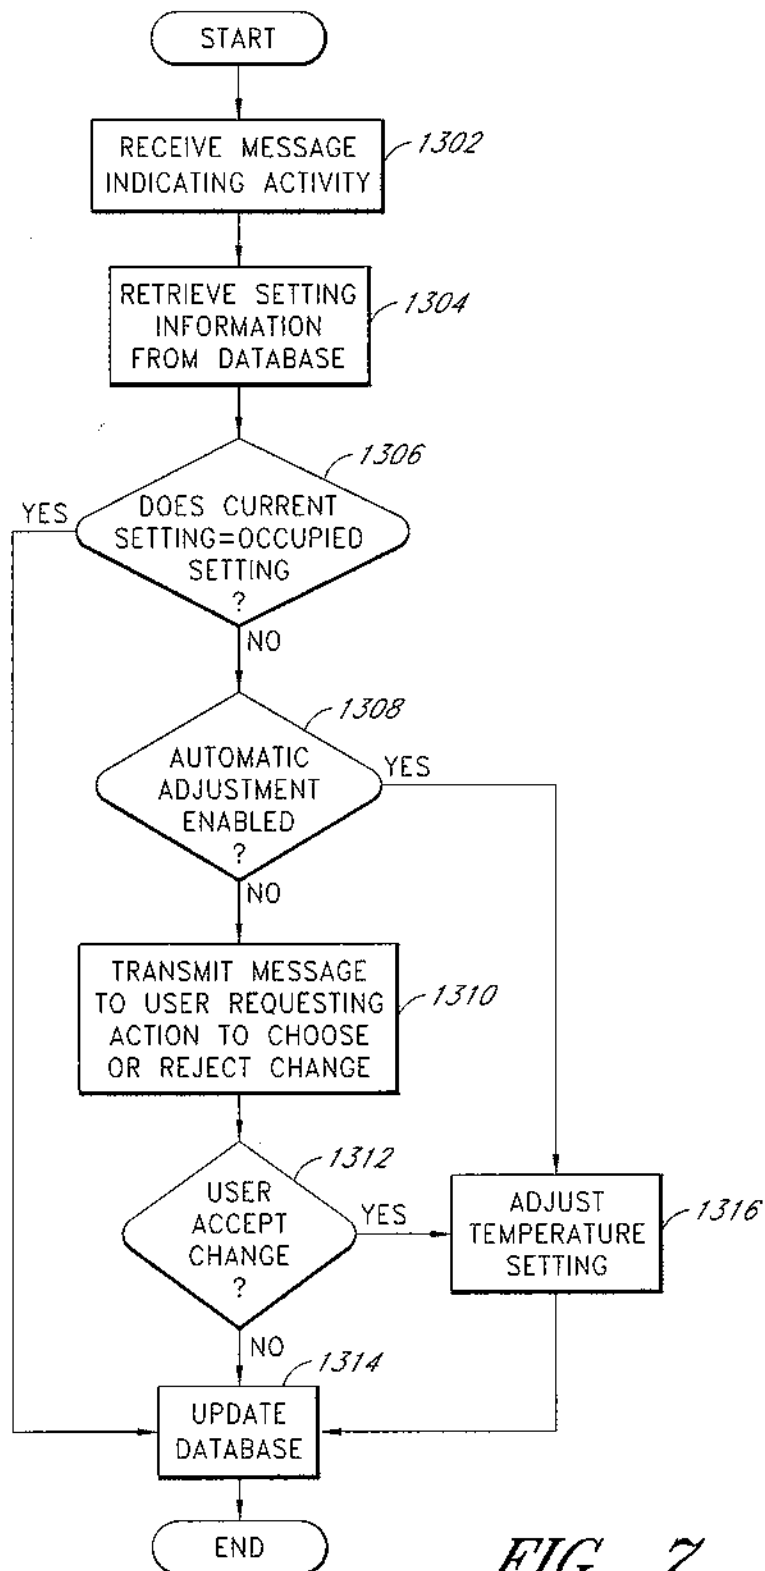 START
RECEIVE MESSAGE
INDICATING ACTIVITY
1302
RETRIEVE SETTING
INFORMATION
FROM DATABASE
1304
DOES CURRENT
SETTING=OCCUPIED
SETTING
?
1306
YES
NO
AUTOMATIC
ADJUSTMENT
ENABLED
?
1308
YES
NO
TRANSMIT MESSAGE
TO USER REQUESTING
ACTION TO CHOOSE
OR REJECT CHANGE
1310
USER
ACCEPT
CHANGE
?
1312
YES
ADJUST
TEMPERATURE
SETTING
1316
NO
UPDATE
DATABASE
1314
END
FIG. 7